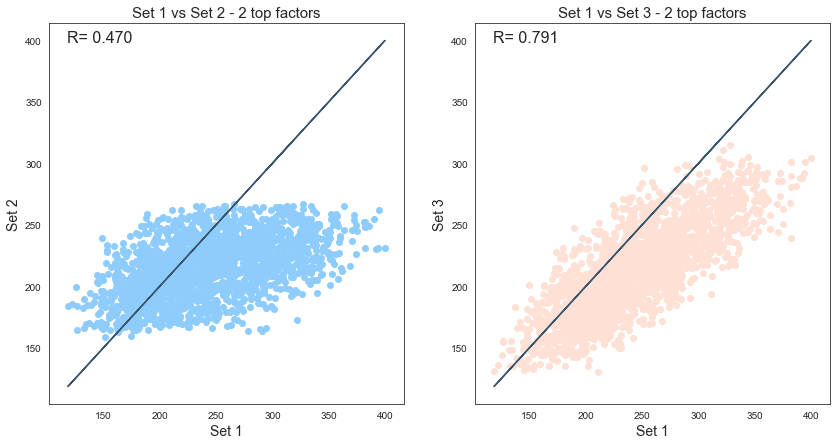 Set 1 vs Set 2 - 2 top factors
R= 0.470
400
350
300
250
200
150
Set 2
150 200 250 300 350 400
Set 1
Set 1 vs Set 3 - 2 top factors
R= 0.791
400
350
300
250
200
150
Set 3
150 200 250 300 350 400
Set 1